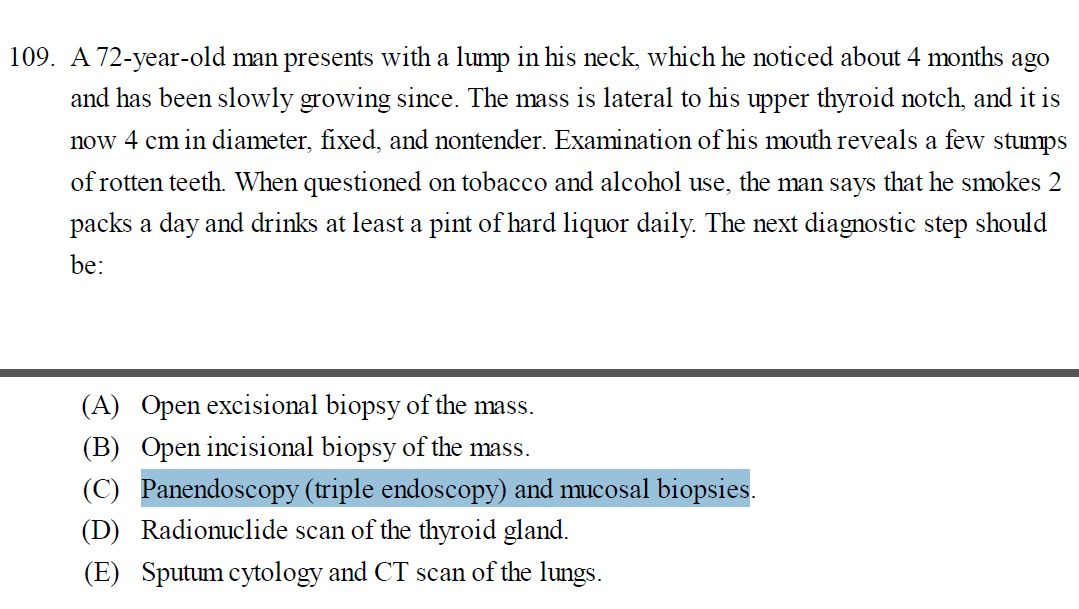 109. A 72-year-old man presents with a lump in his neck, which he noticed about 4 months ago
and has been slowly growing since. The mass is lateral to his upper thyroid notch, and it is
now 4 cm in diameter, fixed, and nontender. Examination of his mouth reveals a few stumps
of rotten teeth. When questioned on tobacco and alcohol use, the man says that he smokes 2
packs a day and drinks at least a pint of hard liquor daily. The next diagnostic step should
be:
(A) Open excisional biopsy of the mass.
(B) Open incisional biopsy of the mass.
(C) Panendoscopy (triple endoscopy) and mucosal biopsies.
(D) Radionuclide scan of the thyroid gland.
(E) Sputum cytology and CT scan of the lungs.